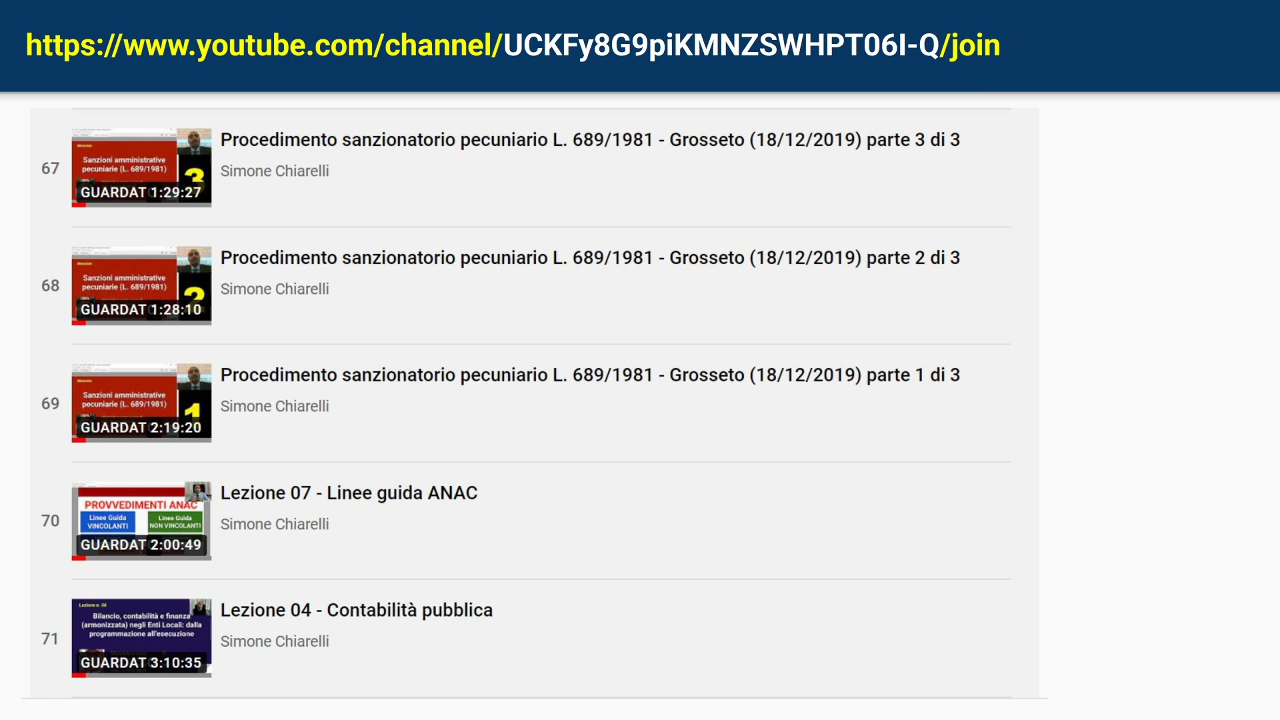 https://www.youtube.com/channel/UCKFy8G9piKMNZSWHPT06I-Q/join
67
Sanzioni amministrative
pecuniarie (L. 689/1981)
3
GUARDAT 1:29:27
Procedimento sanzionatorio pecuniario L. 689/1981 - Grosseto (18/12/2019) parte 3 di 3
Simone Chiarelli
68
Sanzioni amministrative
pecuniarie (L. 689/1981)
2
GUARDAT 1:28:10
Procedimento sanzionatorio pecuniario L. 689/1981 - Grosseto (18/12/2019) parte 2 di 3
Simone Chiarelli
69
Sanzioni amministrative
pecuniarie (L. 689/1981)
1
GUARDAT 2:19:20
Procedimento sanzionatorio pecuniario L. 689/1981 - Grosseto (18/12/2019) parte 1 di 3
Simone Chiarelli
70
PROVVEDIMENTI ANAC
Linee Guida
VINCOLANTI
Linee Guida
NON VINCOLANTI
GUARDAT 2:00:49
Lezione 07 - Linee guida ANAC
Simone Chiarelli
71
Lezione n. 04
Bilancio, contabilità e finanza
(armonizzata) negli Enti Locali: dalla
programmazione all'esecuzione
GUARDAT 3:10:35
Lezione 04 - Contabilità pubblica
Simone Chiarelli